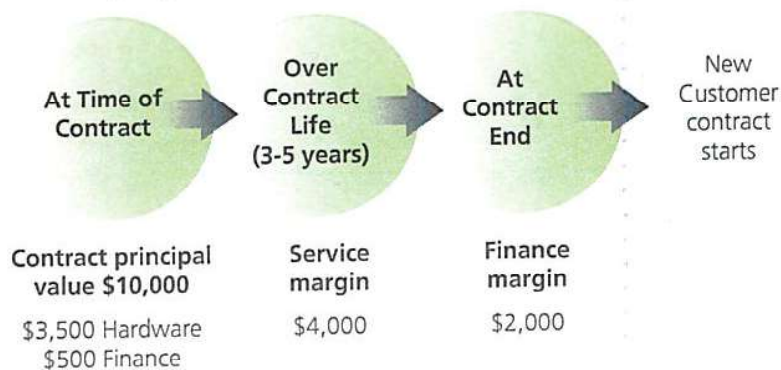 At Time of
Contract
Over
Contract
Life
(3-5 years)
At
Contract
End
New
Customer
contract
starts
Contract principal
value $10,000
$3,500 Hardware
$500 Finance
Service
margin
$4,000
Finance
margin
$2,000